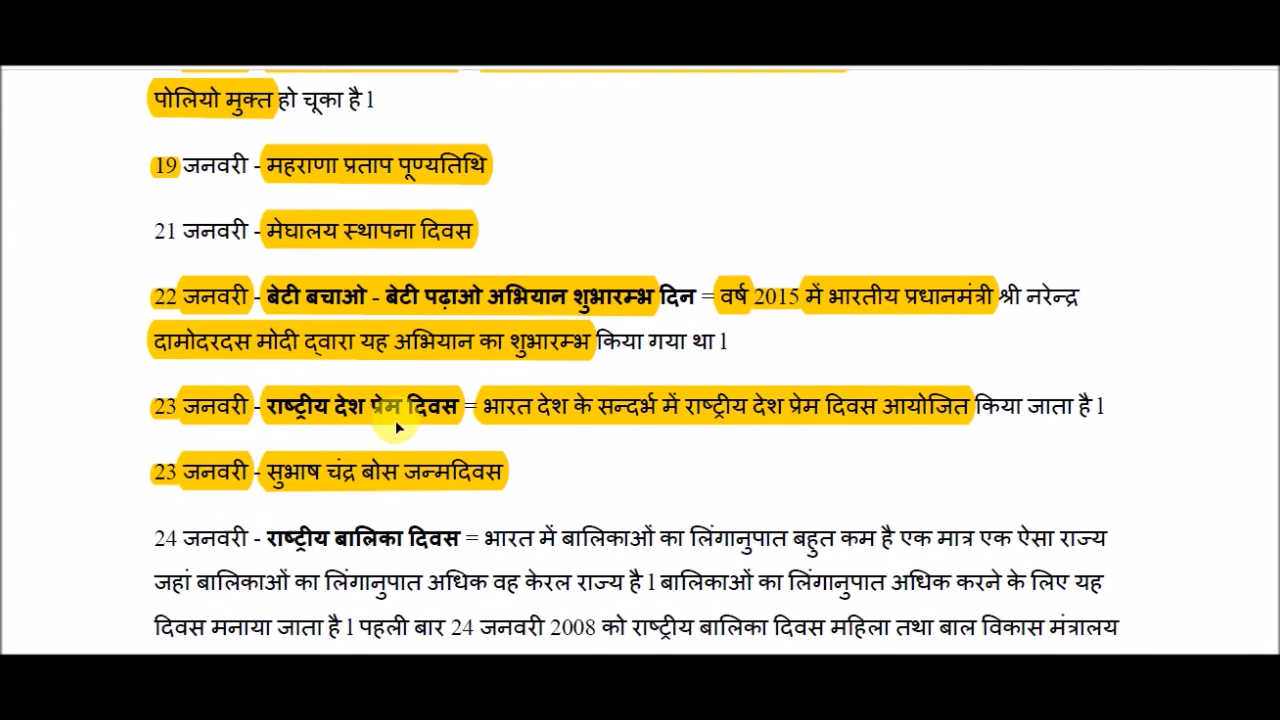 पोलियो मुक्त हो चूका है l
19 जनवरी - महराणा प्रताप पूण्यतिथि
21 जनवरी - मेघालय स्थापना दिवस
22 जनवरी - बेटी बचाओ - बेटी पढ़ाओ अभियान शुभारम्भ दिन = वर्ष 2015 में भारतीय प्रधानमंत्री श्री नरेन्द्र
दामोदरदस मोदी द्वारा यह अभियान का शुभारम्भ किया गया था l
23 जनवरी - राष्ट्रीय देश प्रेम दिवस = भारत देश के सन्दर्भ में राष्ट्रीय देश प्रेम दिवस आयोजित किया जाता है l
23 जनवरी - सुभाष चंद्र बोस जन्मदिवस
24 जनवरी - राष्ट्रीय बालिका दिवस = भारत में बालिकाओं का लिंगानुपात बहुत कम है एक मात्र एक ऐसा राज्य
जहां बालिकाओं का लिंगानुपात अधिक वह केरल राज्य है l बालिकाओं का लिंगानुपात अधिक करने के लिए यह
दिवस मनाया जाता है l पहली बार 24 जनवरी 2008 को राष्ट्रीय बालिका दिवस महिला तथा बाल विकास मंत्रालय